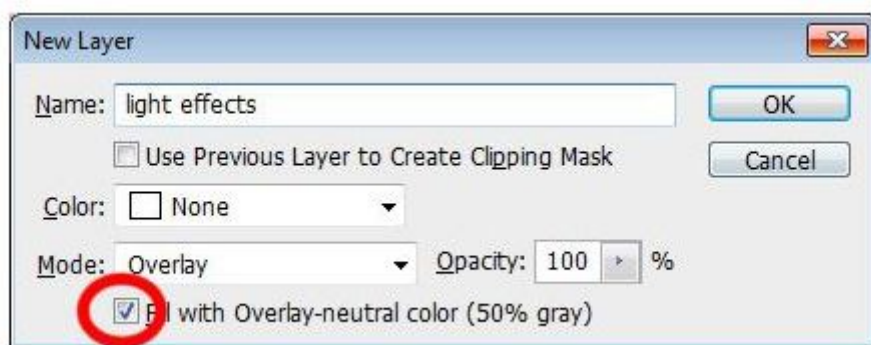 New Layer
Name: light effects OK
Use Previous Layer to Create Clipping Mask Cancel
Color: None
Mode: Overlay Opacity: 100 %
Fill with Overlay-neutral color (50% gray)